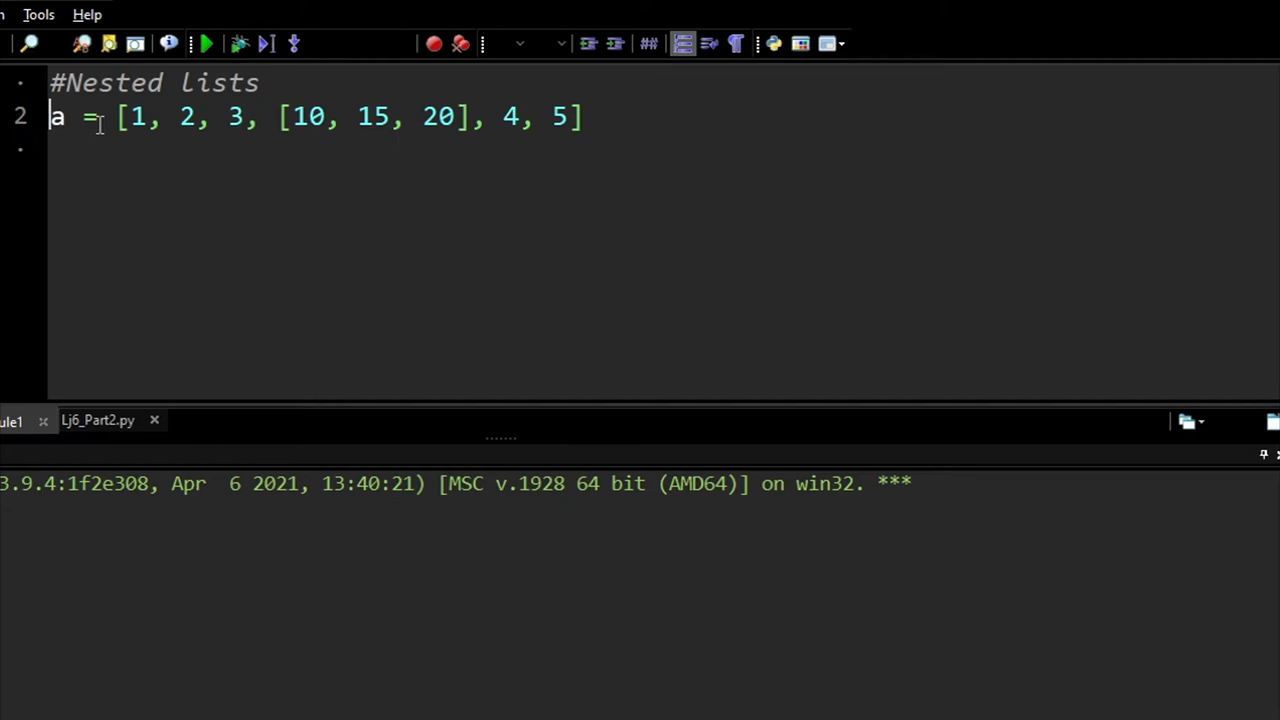 Tools Help
#Nested lists
2 a = [1, 2, 3, [10, 15, 20], 4, 5]
ule1 Lj6_Part2.py
3.9.4:1f2e308, Apr  6 2021, 13:40:21) [MSC v.1928 64 bit (AMD64)] on win32. ***